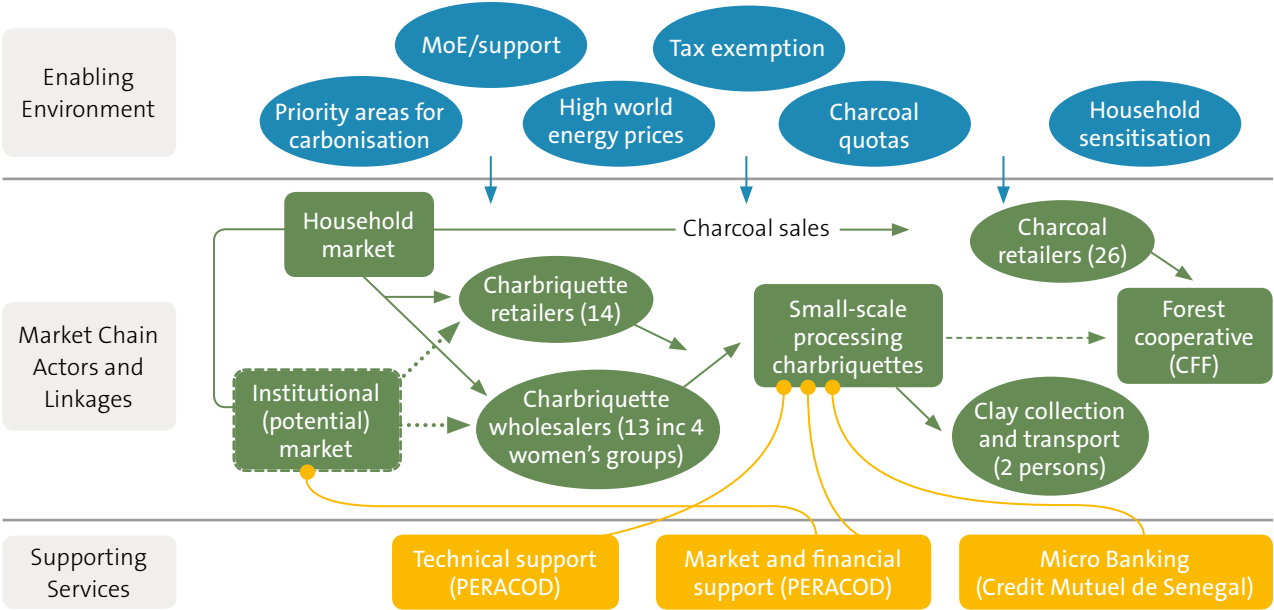 Enabling
Environment
MoE/support
Tax exemption
Priority areas for
carbonisation
High world
energy prices
Charcoal
quotas
Household
sensitisation
Market Chain
Actors and
Linkages
Household
market
Charcoal sales
Charcoal
retailers (26)
Charbriquette
retailers (14)
Small-scale
processing
charbriquettes
Forest
cooperative
(CFF)
Institutional
(potential)
market
Charbriquette
wholesalers (13 inc 4
women's groups)
Clay collection
and transport
(2 persons)
Supporting
Services
Technical support
(PERACOD)
Market and financial
support (PERACOD)
Micro Banking
(Credit Mutuel de Senegal)